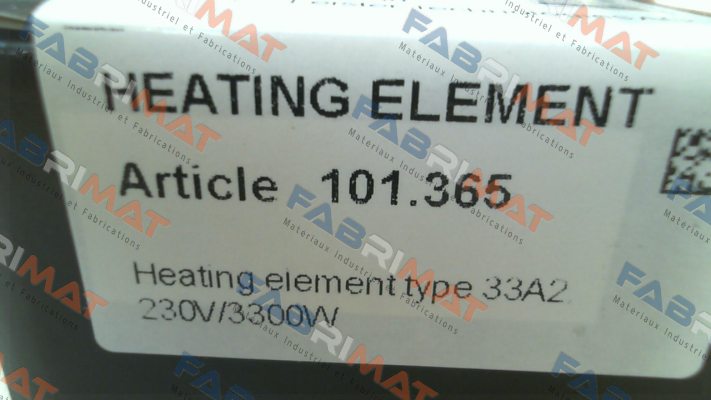 HEATING ELEMENT
Article 101.365
Heating element type 33A2
230V/3300W
FABRIMAT
Materiaux Industriel et Fabrications